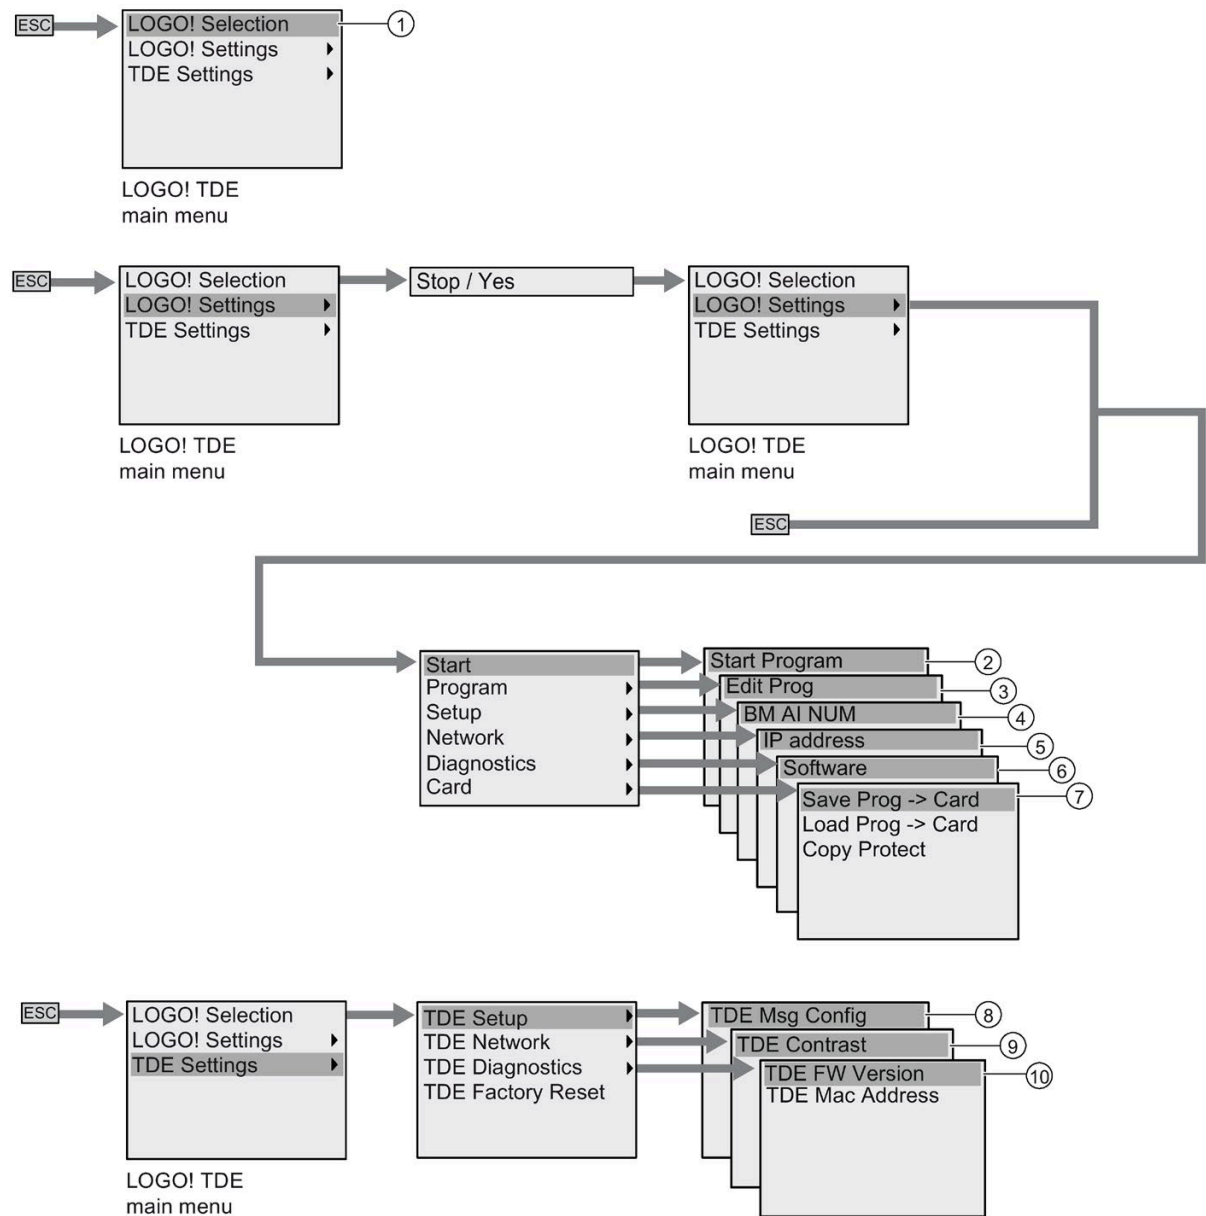 ESC
LOGO! Selection
①
LOGO! Settings
TDE Settings
LOGO! TDE
main menu
ESC
LOGO! Selection
LOGO! Settings
TDE Settings
LOGO! TDE
main menu
Stop / Yes
LOGO! Selection
LOGO! Settings
TDE Settings
LOGO! TDE
main menu
ESC
Start
Program
Setup
Network
Diagnostics
Card
Start Program
②
Edit Prog
③
BM AI NUM
④
IP address
⑤
Software
⑥
Save Prog -> Card
⑦
Load Prog -> Card
Copy Protect
ESC
LOGO! Selection
LOGO! Settings
TDE Settings
LOGO! TDE
main menu
TDE Setup
TDE Network
TDE Diagnostics
TDE Factory Reset
TDE Msg Config
⑧
TDE Contrast
⑨
TDE FW Version
⑩
TDE Mac Address